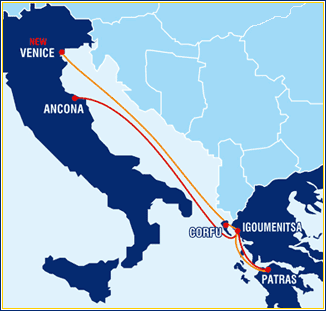 NEW
VENICE
ANCONA
CORFU
IGOUMENITSA
PATRAS